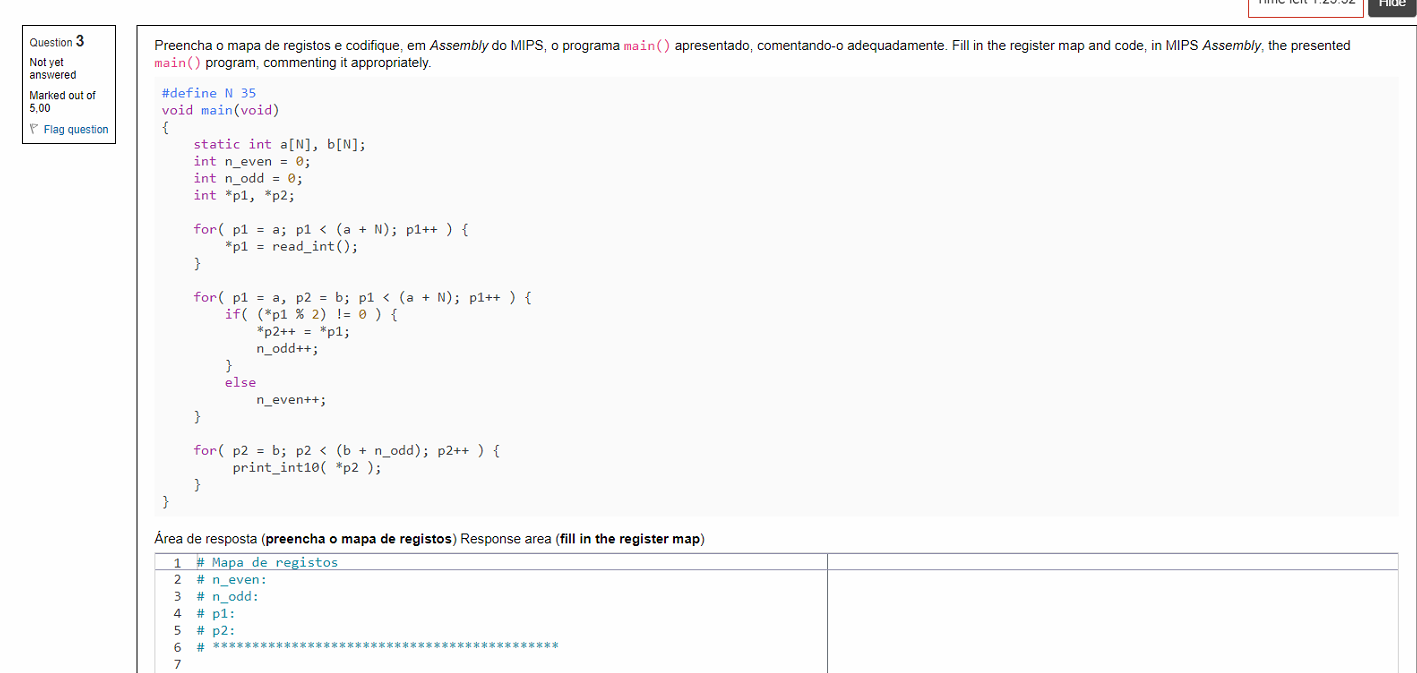 Time left 1:23:52
Hide
Question 3
Not yet
answered
Marked out of
5,00
Flag question
Preencha o mapa de registos e codifique, em Assembly do MIPS, o programa main() apresentado, comentando-o adequadamente. Fill in the register map and code, in MIPS Assembly, the presented
main() program, commenting it appropriately.
#define N 35
void main(void)
{
static int a[N], b[N];
int n_even = 0;
int n_odd = 0;
int *p1, *p2;
for( p1 = a; p1 < (a + N); p1++ ) {
*p1 = read_int();
}
for( p1 = a, p2 = b; p1 < (a + N); p1++ ) {
if( (*p1 % 2) != 0 ) {
*p2++ = *p1;
n_odd++;
}
else
n_even++;
}
for( p2 = b; p2 < (b + n_odd); p2++ ) {
print_int10( *p2 );
}
}
Área de resposta (preencha o mapa de registos) Response area (fill in the register map)
1 # Mapa de registos
2 # n_even:
3 # n_odd:
4 # p1:
5 # p2:
6 # ********************************************
7